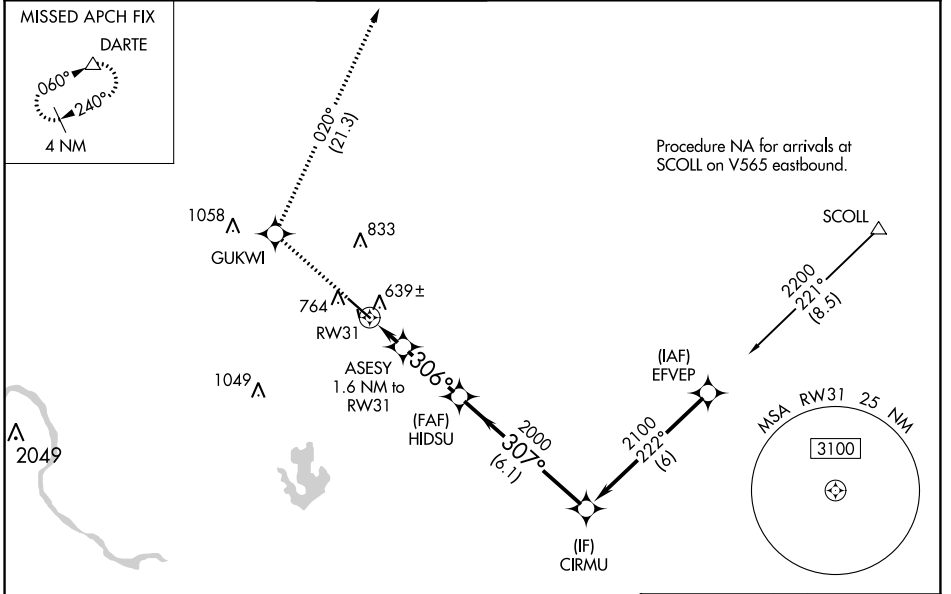 MISSED APCH FIX
DARTE
060°
240°
4 NM
020°
(21.3)
Procedure NA for arrivals at
SCOLL on V565 eastbound.
SCOLL
1058
833
GUKWI
2200
221°
(8.5)
764
639±
RW31
(IAF)
EFVEP
ASESY
1.6 NM to
RW31
306°
1049
(FAF)
HIDSU
2000
307°
(6.1)
2100
222°
(6)
MSA RW31 25 NM
3100
2049
(IF)
CIRMU